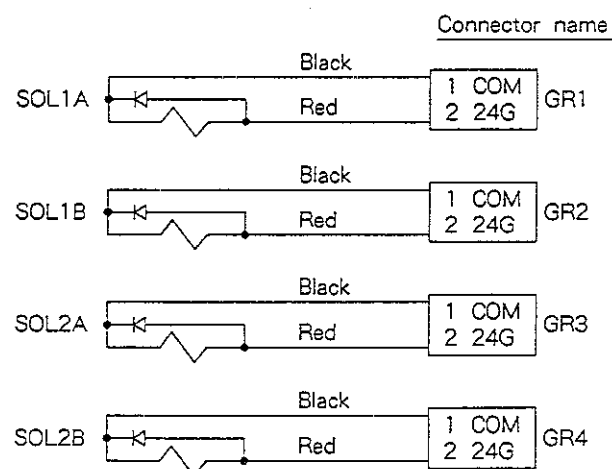 Connector name
Black
SOL1A
1 COM
GR1
Red
2 24G
Black
SOL1B
1 COM
GR2
Red
2 24G
Black
SOL2A
1 COM
GR3
Red
2 24G
Black
SOL2B
1 COM
GR4
Red
2 24G